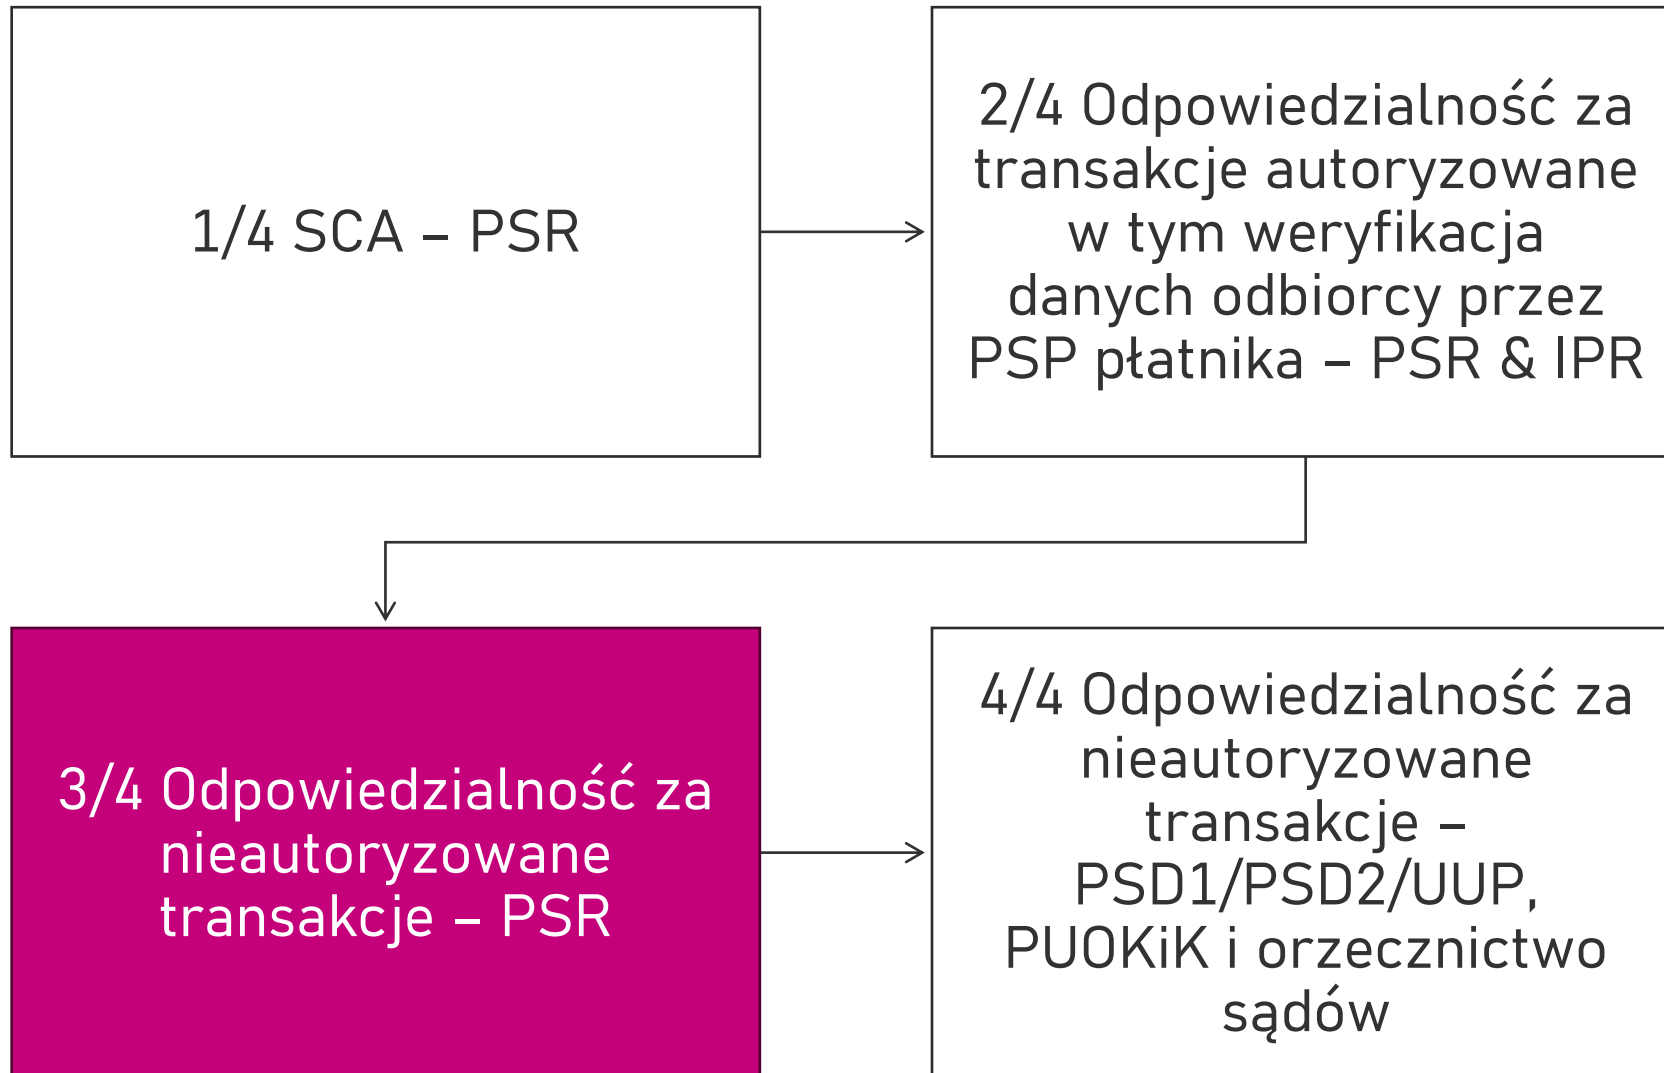 1/4 SCA – PSR
2/4 Odpowiedzialność za
transakcje autoryzowane
w tym weryfikacja
danych odbiorcy przez
PSP płatnika – PSR & IPR
3/4 Odpowiedzialność za
nieautoryzowane
transakcje – PSR
4/4 Odpowiedzialność za
nieautoryzowane
transakcje –
PSD1/PSD2/UUP,
PUOKiK i orzecznictwo
sądów